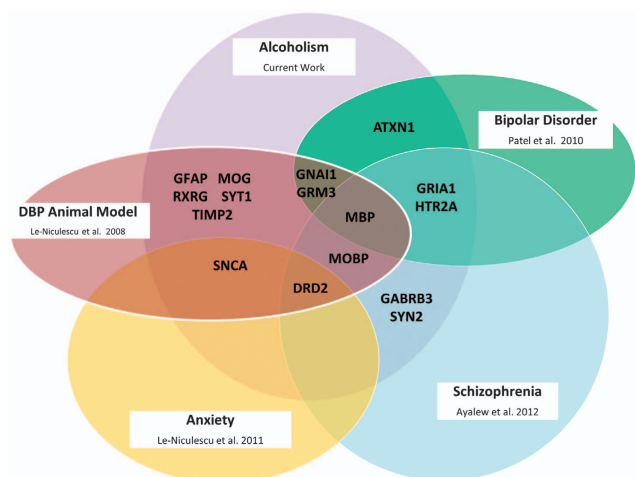 Alcoholism
Current Work
Bipolar Disorder
Patel et al. 2010
ATXN1
GFAP MOG
RXRG SYT1
TIMP2
GNAI1
GRM3
GRIA1
HTR2A
DBP Animal Model
Le-Niculescu et al. 2008
MBP
MOBP
SNCA
DRD2
GABRB3
SYN2
Schizophrenia
Ayalew et al. 2012
Anxiety
Le-Niculescu et al. 2011